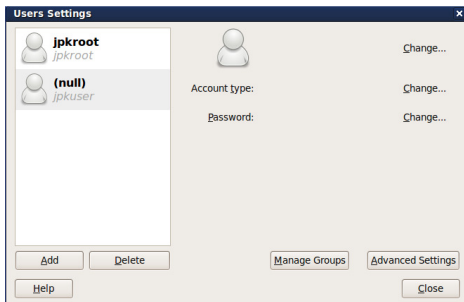 Users Settings
jpkroot
jpkroot
Change...
(null)
jpkuser
Account type:
Change...
Password:
Change...
Add
Delete
Manage Groups
Advanced Settings
Help
Close